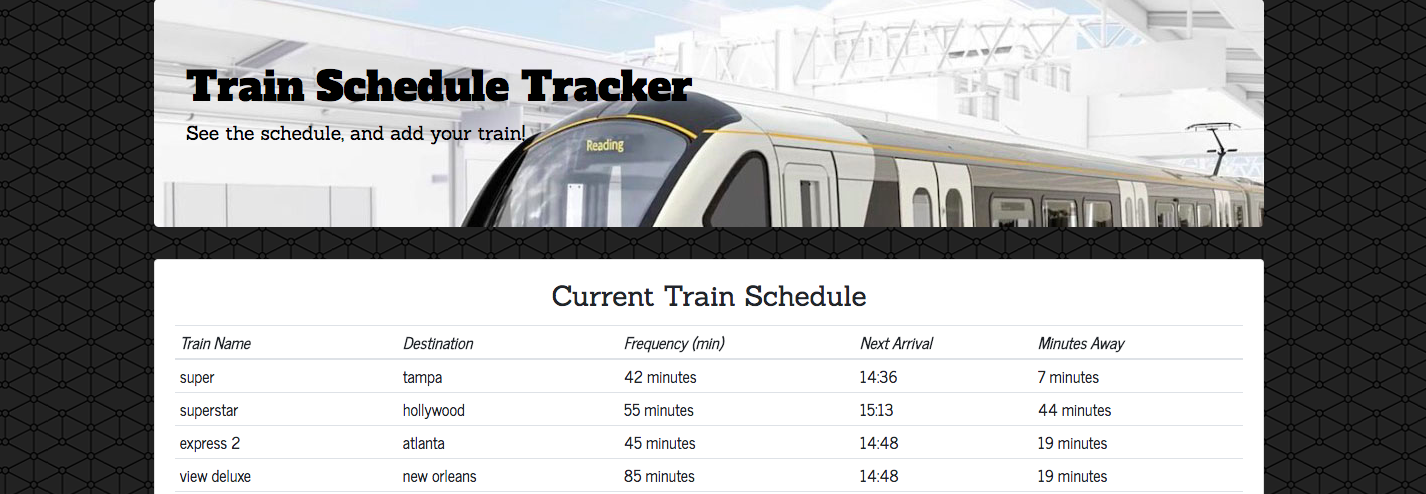 Train Schedule Tracker
See the schedule, and add your train!
Reading
Current Train Schedule
Train Name Destination Frequency (min) Next Arrival Minutes Away
super tampa 42 minutes 14:36 7 minutes
superstar hollywood 55 minutes 15:13 44 minutes
express 2 atlanta 45 minutes 14:48 19 minutes
view deluxe new orleans 85 minutes 14:48 19 minutes